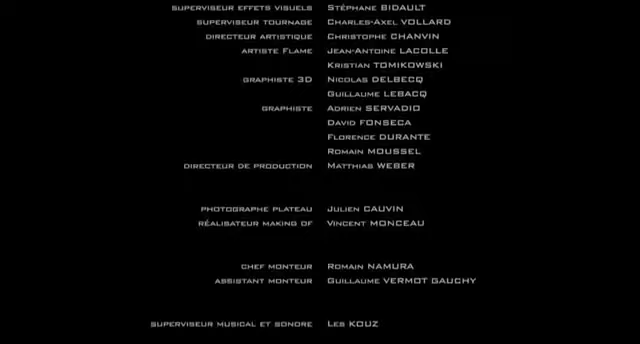 SUPERVISEUR EFFETS VISUELS STÉPHANE BIDAULT
SUPERVISEUR TOURNAGE CHARLES-AXEL VOLLARD
DIRECTEUR ARTISTIQUE CHRISTOPHE CHANVIN
ARTISTE FLAME JEAN-ANTOINE LACOLLE
KRISTIAN TOMIKOWSKI
GRAPHISTE 3D NICOLAS DELBECQ
GUILLAUME LEBACQ
GRAPHISTE ADRIEN SERVADIO
DAVID FONSECA
FLORENCE DURANTE
ROMAIN MOUSSEL
DIRECTEUR DE PRODUCTION MATTHIAS WEBER
PHOTOGRAPHE PLATEAU JULIEN CAUVIN
RÉALISATEUR MAKING OF VINCENT MONCEAU
CHEF MONTEUR ROMAIN NAMURA
ASSISTANT MONTEUR GUILLAUME VERMOT GAUCHY
SUPERVISEUR MUSICAL ET SONORE LEB KOUZ